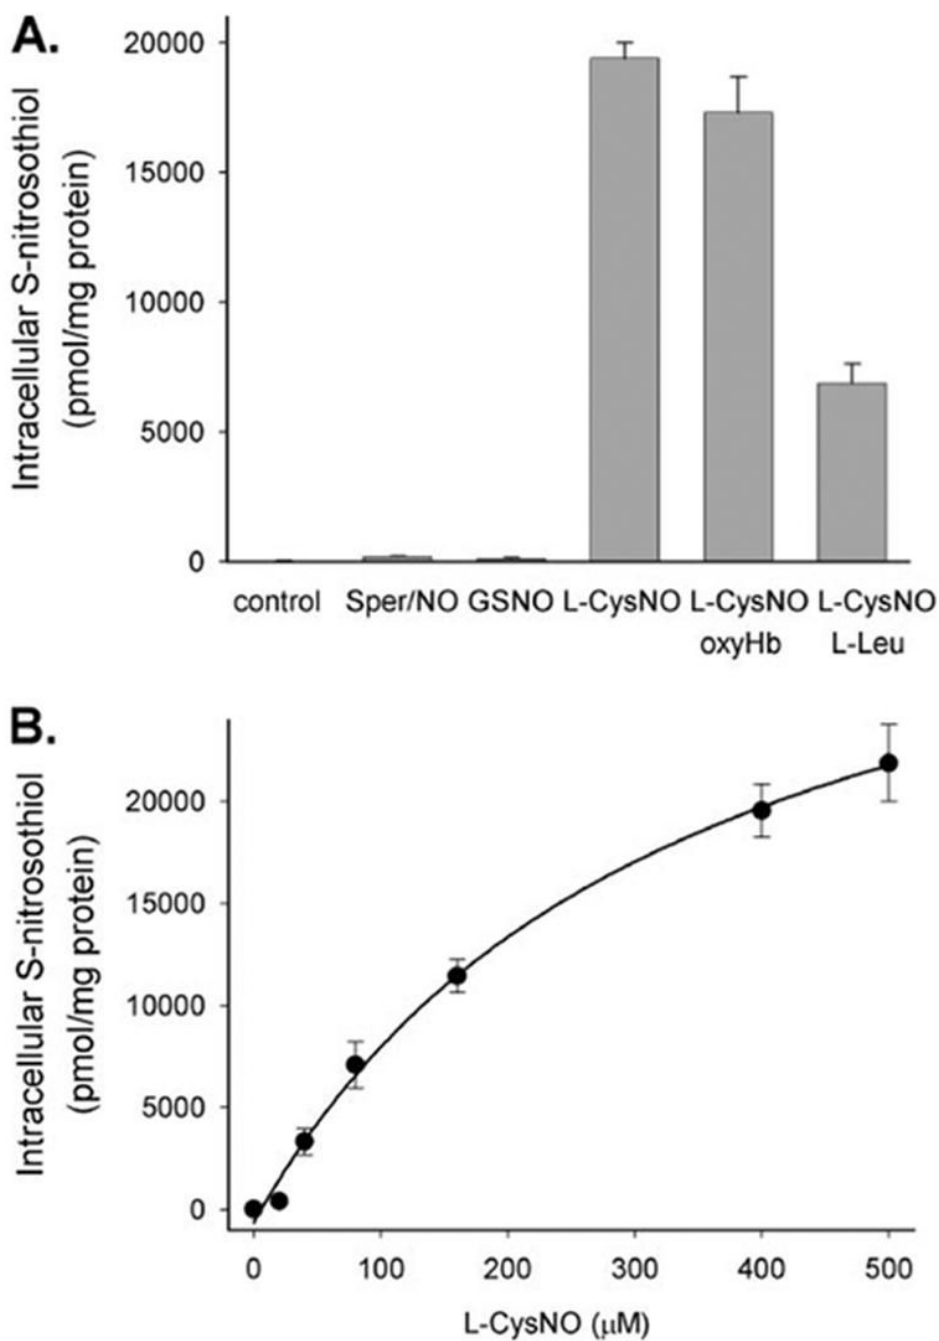 A.
Intracellular S-nitrosothiol
(pmol/mg protein)
20000
15000
10000
5000
0
control Sper/NO GSNO L-CysNO L-CysNO L-CysNO
oxyHb L-Leu
B.
Intracellular S-nitrosothiol
(pmol/mg protein)
20000
15000
10000
5000
0
0 100 200 300 400 500
L-CysNO (μM)